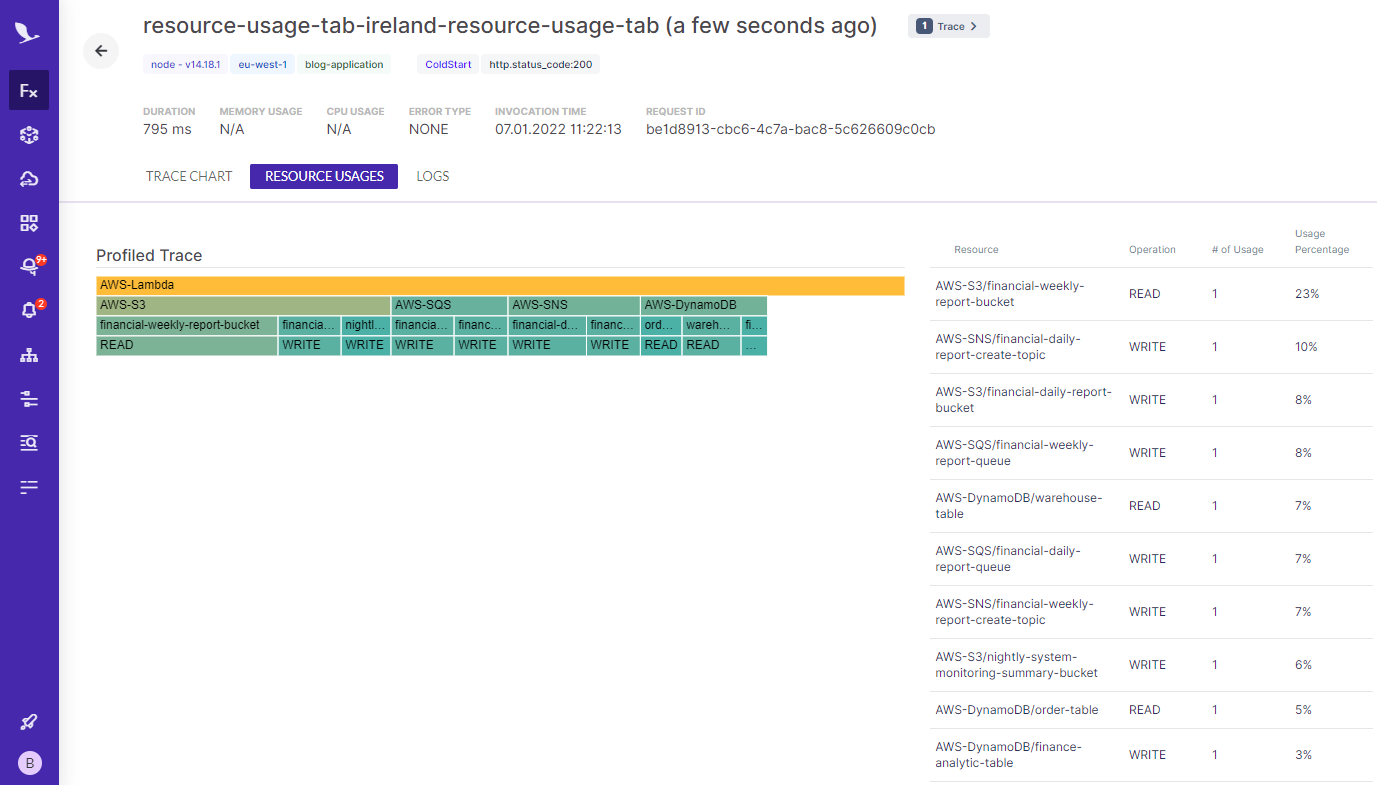 resource-usage-tab-ireland-resource-usage-tab (a few seconds ago)
1 Trace
node - v14.18.1 eu-west-1 blog-application ColdStart http.status_code:200
DURATION MEMORY USAGE CPU USAGE ERROR TYPE INVOCATION TIME REQUEST ID
795 ms N/A N/A NONE 07.01.2022 11:22:13 be1d8913-cbc6-4c7a-bac8-5c626609c0cb
TRACE CHART RESOURCE USAGES LOGS
Fx
9+
2
B
Profiled Trace
AWS-Lambda
AWS-S3 AWS-SQS AWS-SNS AWS-DynamoDB
financial-weekly-report-bucket financia... nightl... financia... financ... financial-d... financ... ord... wareh... fi...
READ WRITE WRITE WRITE WRITE WRITE WRITE READ READ ...
Resource Operation # of Usage Usage
Percentage
AWS-S3/financial-weekly-
report-bucket READ 1 23%
AWS-SNS/financial-daily-
report-create-topic WRITE 1 10%
AWS-S3/financial-daily-report-
bucket WRITE 1 8%
AWS-SQS/financial-weekly-
report-queue WRITE 1 8%
AWS-DynamoDB/warehouse-
table READ 1 7%
AWS-SQS/financial-daily-
report-queue WRITE 1 7%
AWS-SNS/financial-weekly-
report-create-topic WRITE 1 7%
AWS-S3/nightly-system-
monitoring-summary-bucket WRITE 1 6%
AWS-DynamoDB/order-table READ 1 5%
AWS-DynamoDB/finance-
analytic-table WRITE 1 3%